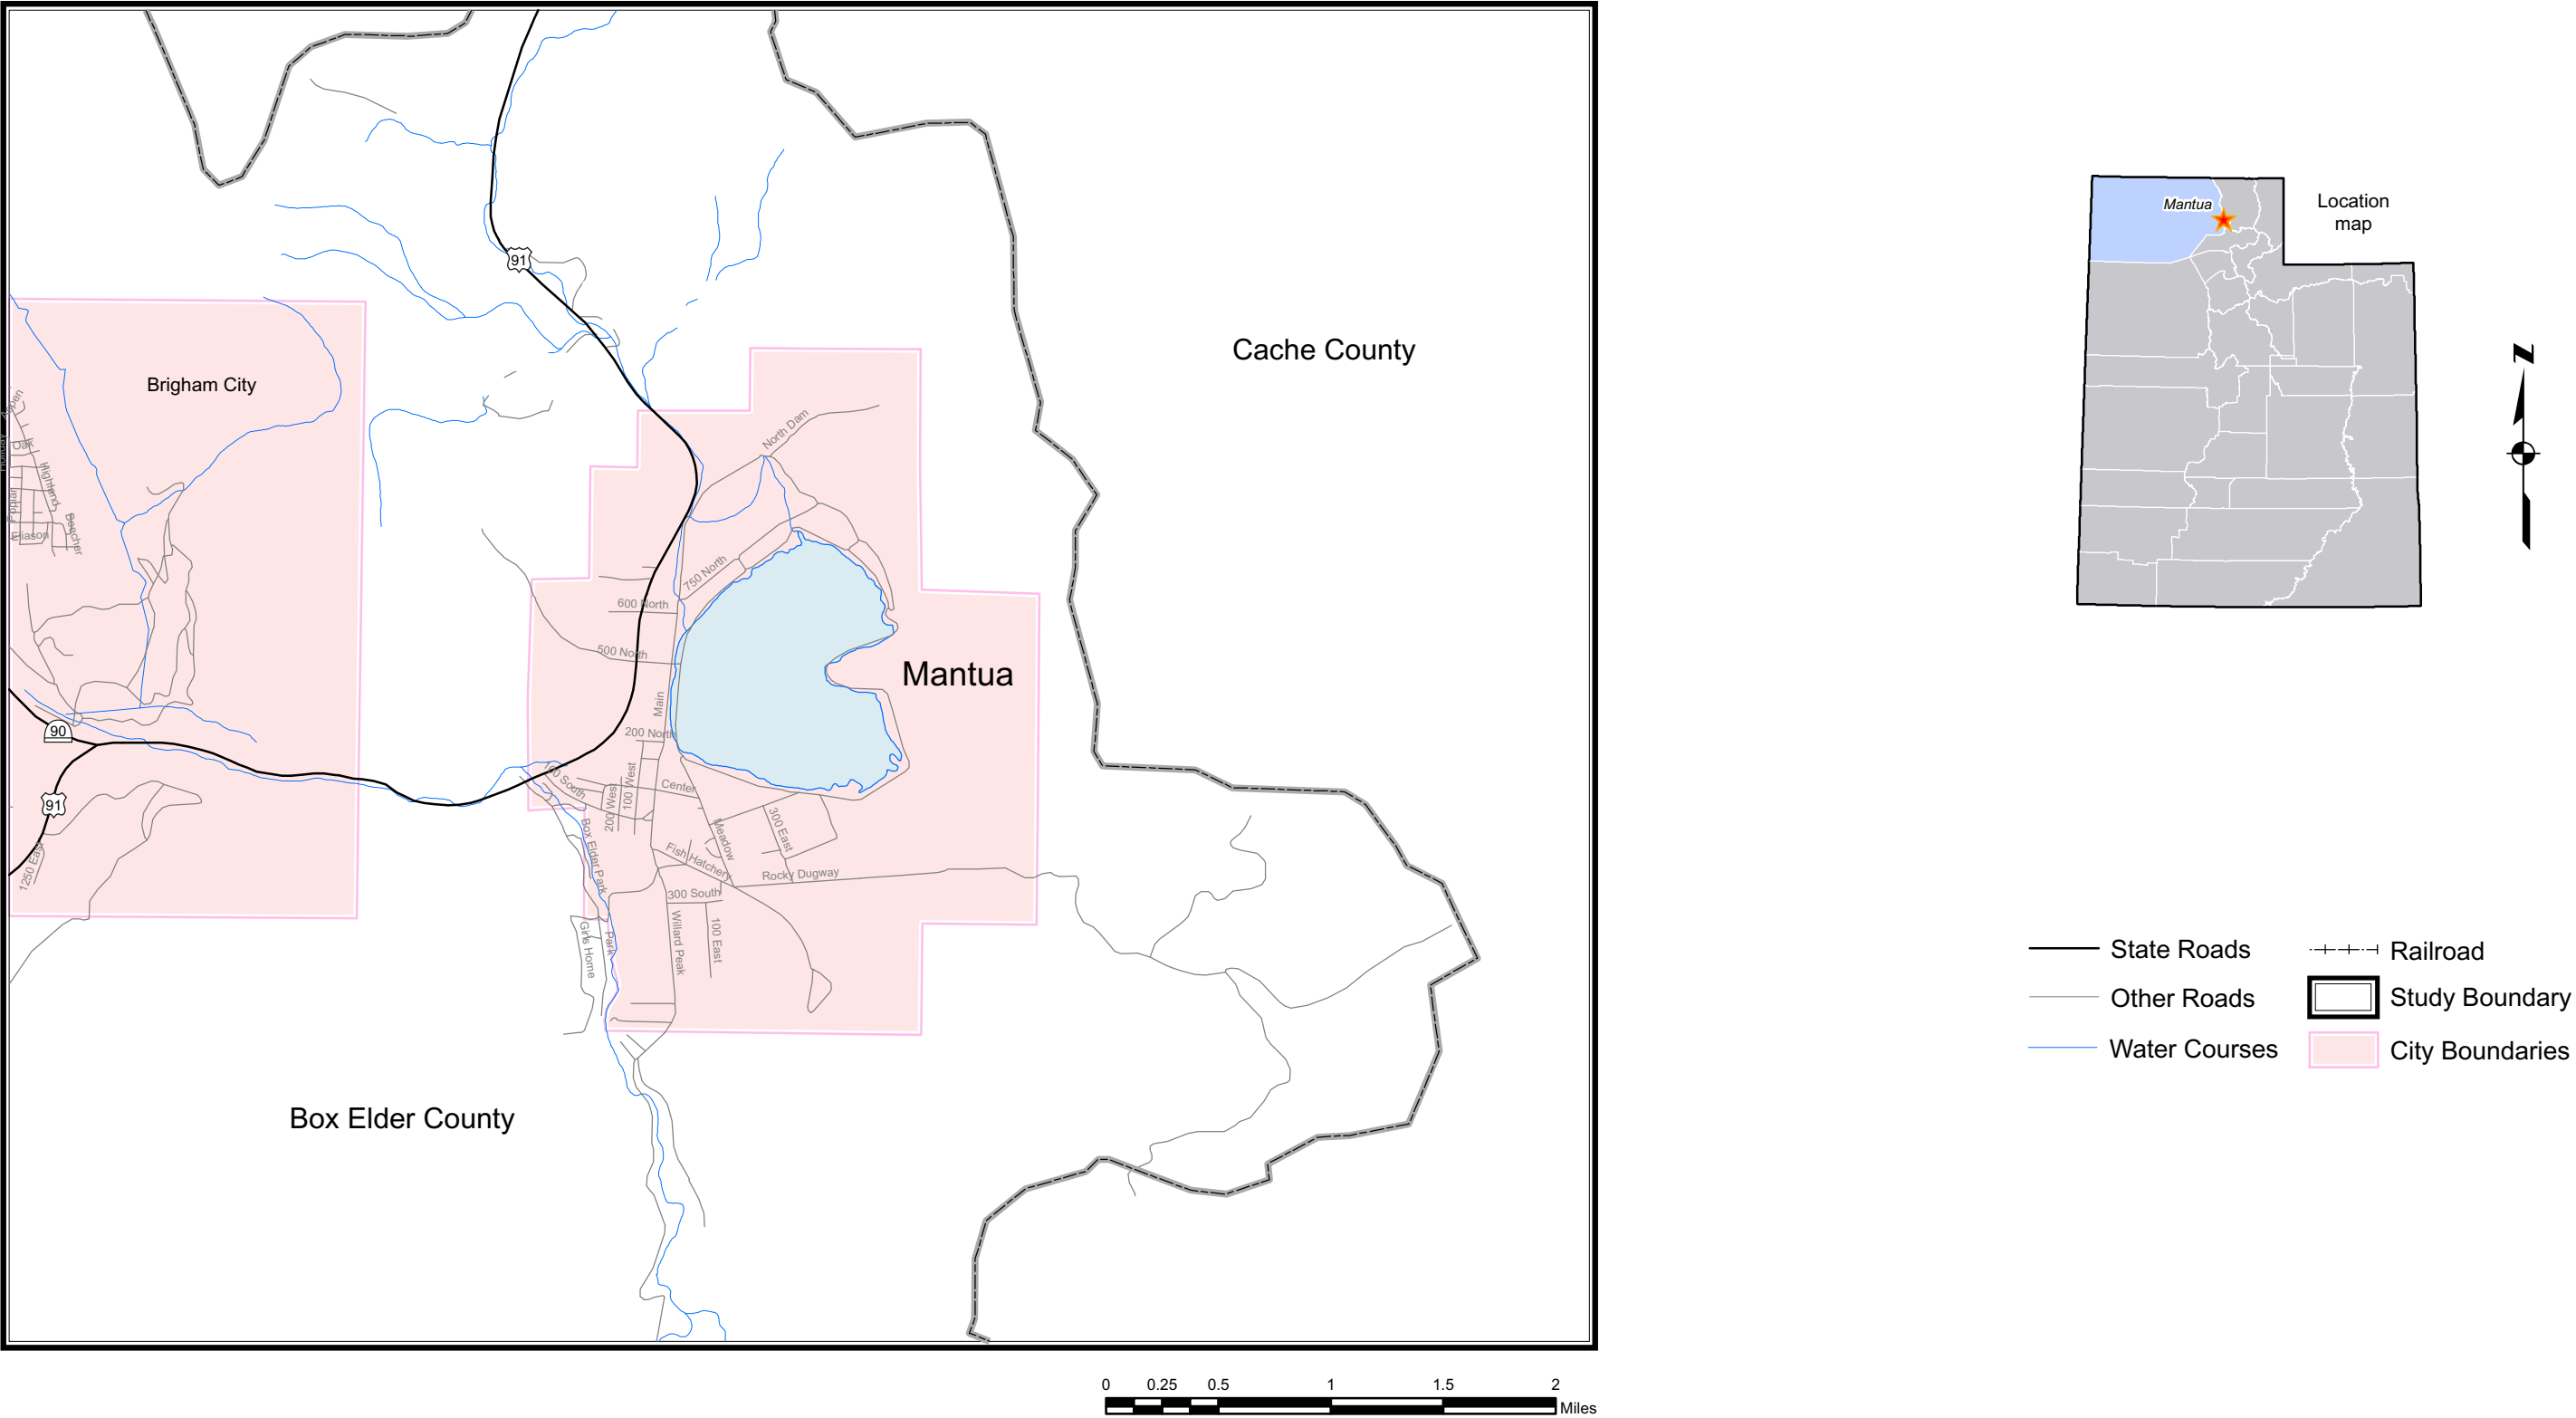 91
Mantua
Location
map
N
Cache County
Brigham City
Aspen
Oak
Highland
Poplar
Beecher
Eliason
North Dam
750 North
600 North
500 North
Mantua
Main
200 North
90
91
100 South
200 West
100 West
Center
Meadow
300 East
Box Elder Park
Fish Hatchery
Rocky Dugway
1250 East
300 South
Park
Girls Home
Willard Peak
100 East
Box Elder County
State Roads
Railroad
Other Roads
Study Boundary
Water Courses
City Boundaries
0 0.25 0.5 1 1.5 2
Miles